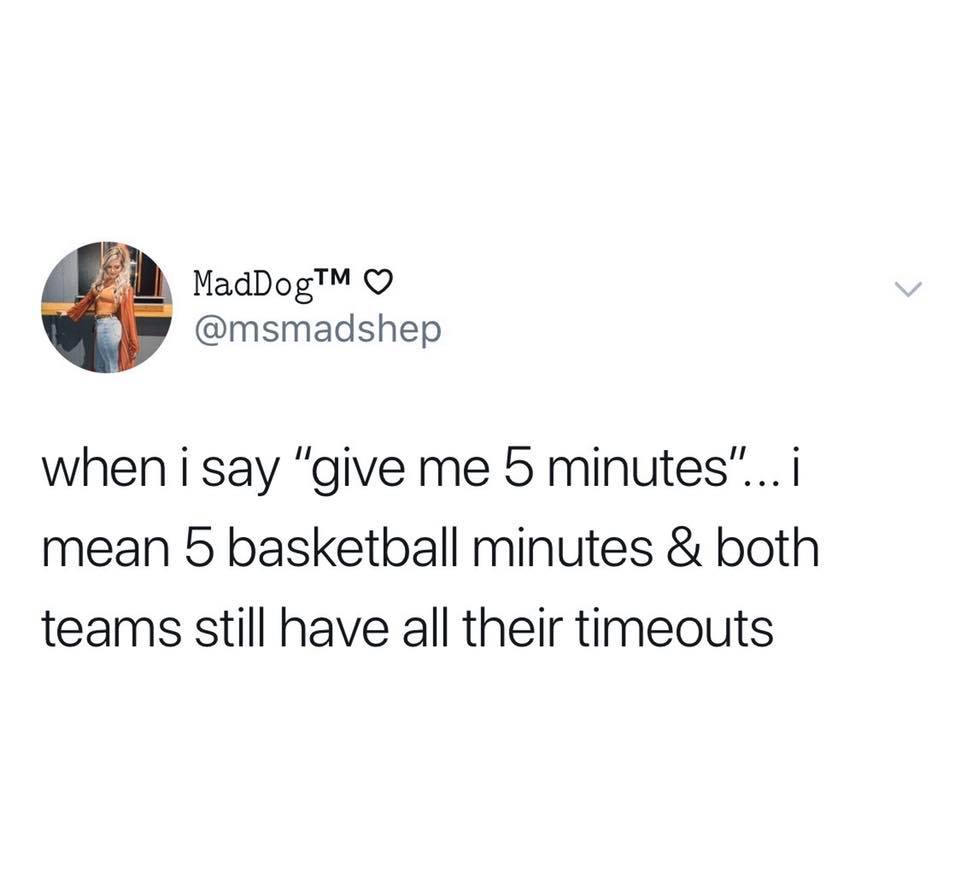 MadDog™ ♡
@msmadshep
when i say "give me 5 minutes"... i
mean 5 basketball minutes & both
teams still have all their timeouts